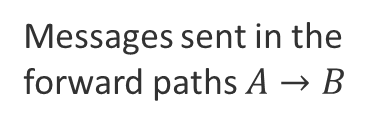 Messages sent in the
forward paths A → B